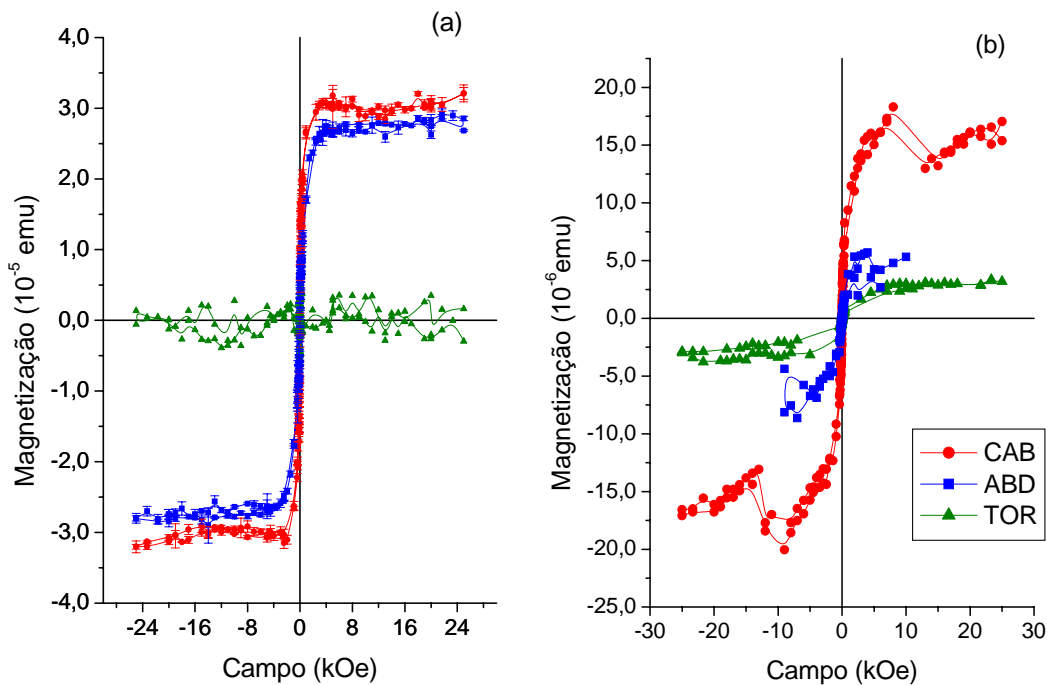 (a)
4,0
3,0
2,0
1,0
0,0
-1,0
-2,0
-3,0
-4,0
Magnetização (10-5 emu)
-24 -16 -8 0 8 16 24
Campo (kOe)
(b)
20,0
15,0
10,0
5,0
0,0
-5,0
-10,0
-15,0
-20,0
-25,0
Magnetização (10-6 emu)
-30 -20 -10 0 10 20 30
Campo (kOe)
CAB
ABD
TOR